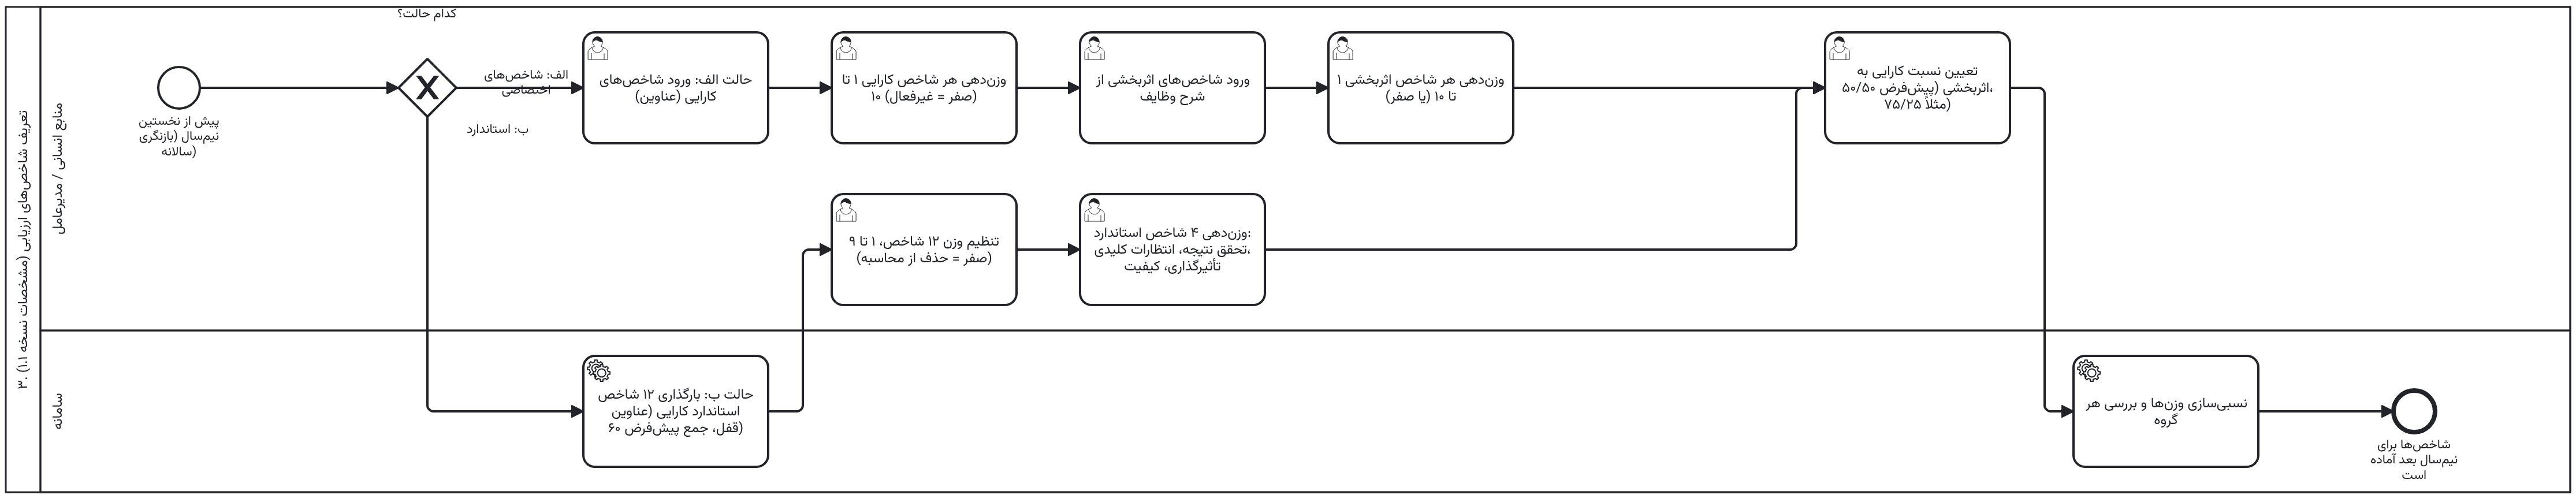 ۳. تعریف شاخص‌های ارزیابی (مشخصات نسخه ۱.۱)
منابع انسانی / مدیرعامل
سامانه
پیش از نخستین
نیم‌سال (بازنگری
سالانه)
کدام حالت؟
الف: شاخص‌های
اختصاصی
ب: استاندارد
حالت الف: ورود شاخص‌های
کارایی (عناوین)
وزن‌دهی هر شاخص کارایی ۱ تا
۱۰ (صفر = غیرفعال)
ورود شاخص‌های اثربخشی از
شرح وظایف
وزن‌دهی هر شاخص اثربخشی ۱
تا ۱۰ (یا صفر)
تعیین نسبت کارایی به
اثربخشی (پیش‌فرض ۵۰/۵۰،
مثلاً ۷۵/۲۵)
تنظیم وزن ۱۲ شاخص، ۱ تا ۹
(صفر = حذف از محاسبه)
وزن‌دهی ۴ شاخص استاندارد:
تحقق نتیجه، انتظارات کلیدی،
تأثیرگذاری، کیفیت
حالت ب: بارگذاری ۱۲ شاخص
استاندارد کارایی (عناوین
قفل، جمع پیش‌فرض ۶۰)
نسبی‌سازی وزن‌ها و بررسی هر
گروه
شاخص‌ها برای
نیم‌سال بعد آماده
است